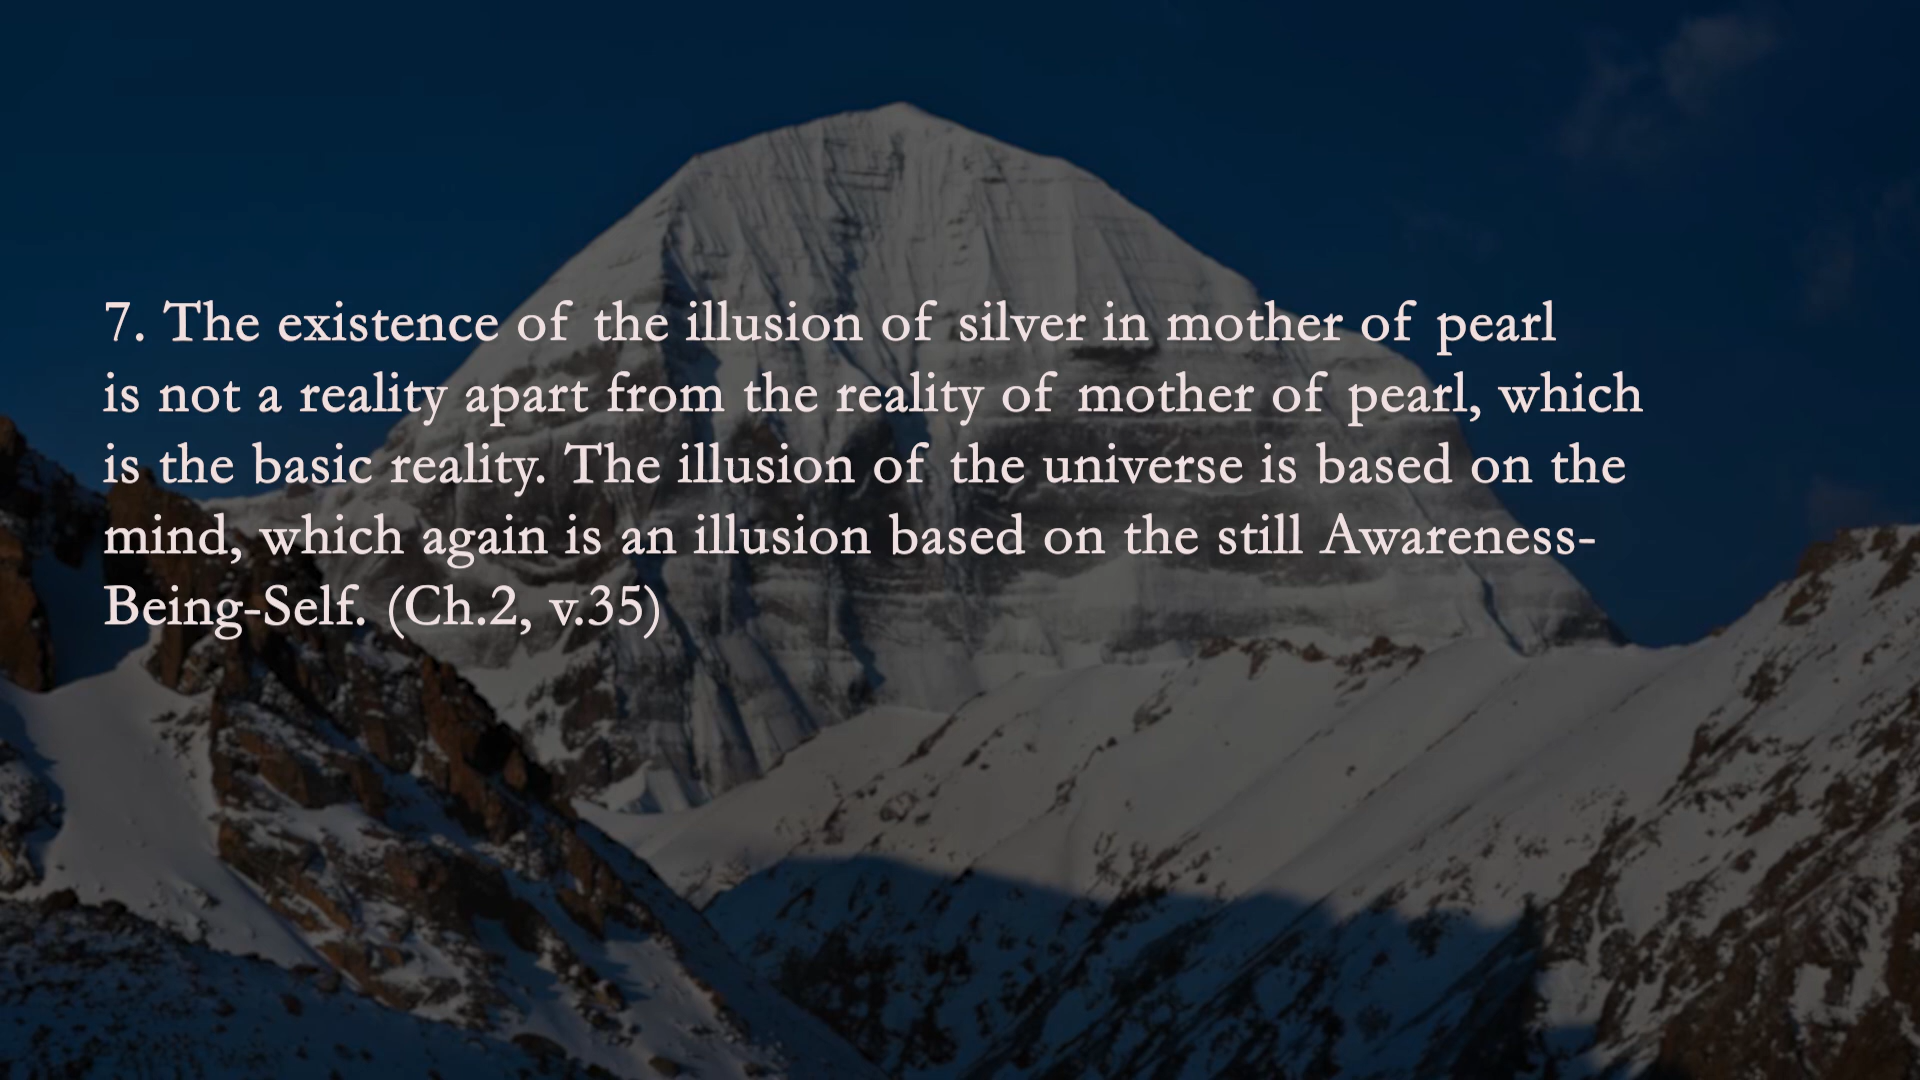 7. The existence of the illusion of silver in mother of pearl
is not a reality apart from the reality of mother of pearl, which
is the basic reality. The illusion of the universe is based on the
mind, which again is an illusion based on the still Awareness-
Being-Self. (Ch.2, v.35)